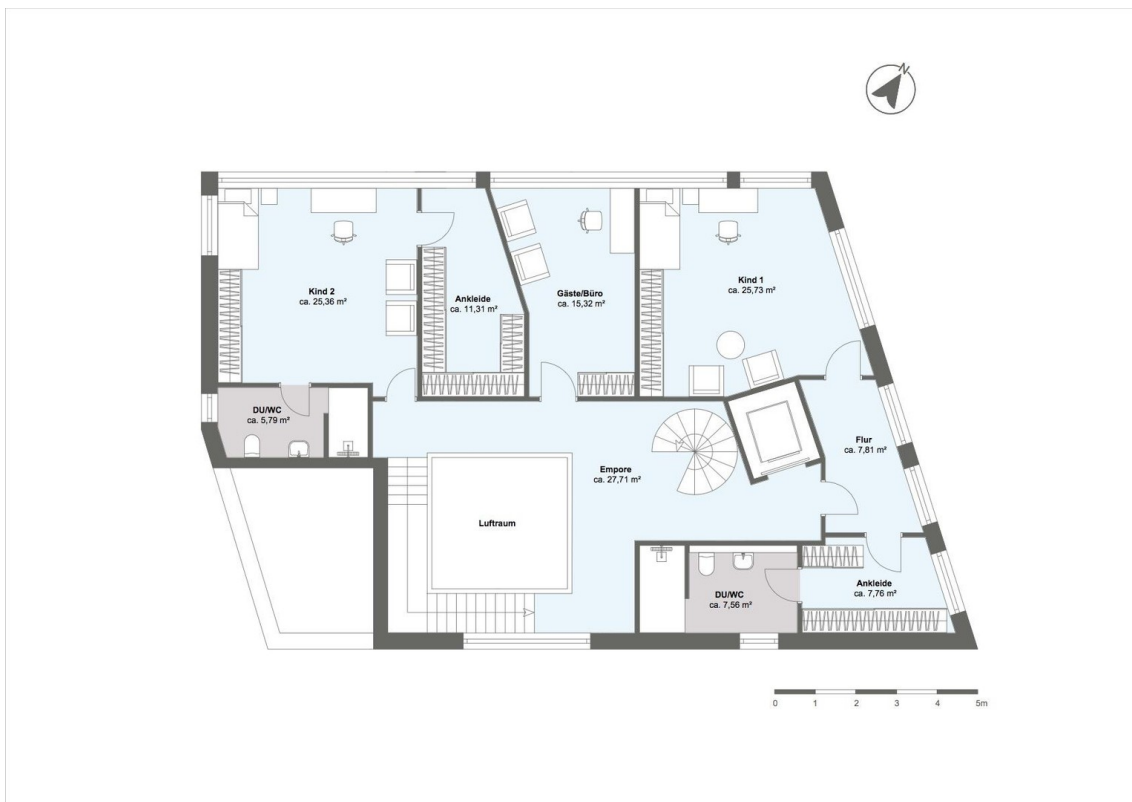 N
Kind 2
ca. 25,36 m²
Ankleide
ca. 11,31 m²
Gäste/Büro
ca. 15,32 m²
Kind 1
ca. 25,73 m²
DU/WC
ca. 5,79 m²
Flur
ca. 7,81 m²
Empore
ca. 27,71 m²
Luftraum
DU/WC
ca. 7,56 m²
Ankleide
ca. 7,76 m²
0 1 2 3 4 5m